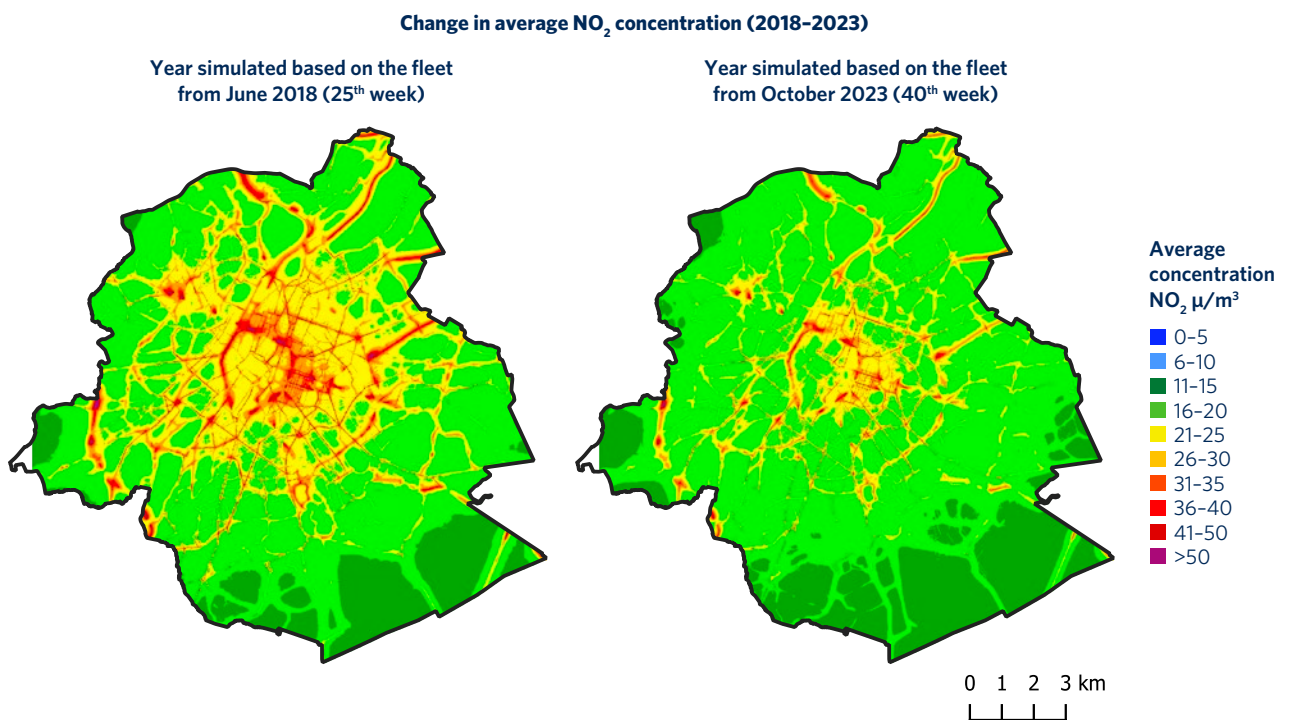 Change in average NO₂ concentration (2018–2023)
Year simulated based on the fleet
from June 2018 (25ᵗʰ week)
Year simulated based on the fleet
from October 2023 (40ᵗʰ week)
Average
concentration
NO₂ µ/m³
0–5
6–10
11–15
16–20
21–25
26–30
31–35
36–40
41–50
>50
0 1 2 3 km